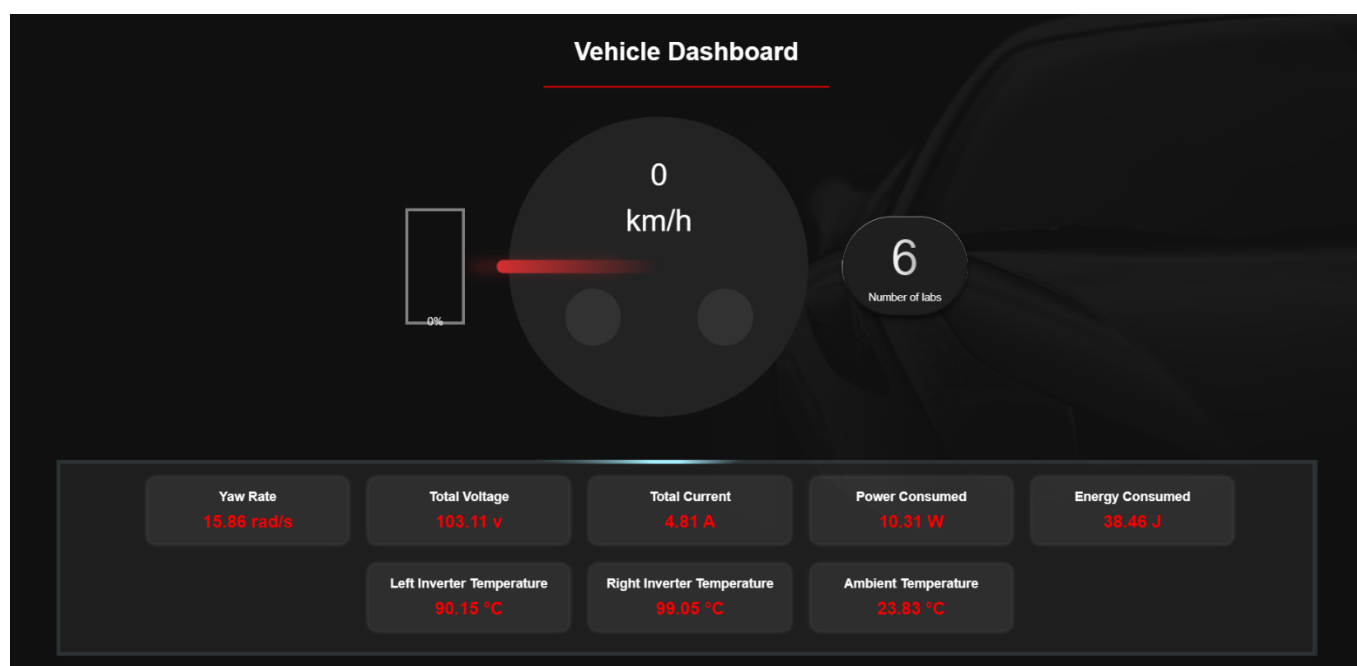 Vehicle Dashboard
0
km/h
0%
6
Number of labs
Yaw Rate
15.86 rad/s
Total Voltage
103.11 v
Total Current
4.81 A
Power Consumed
10.31 W
Energy Consumed
38.46 J
Left Inverter Temperature
90.15 °C
Right Inverter Temperature
99.05 °C
Ambient Temperature
23.83 °C